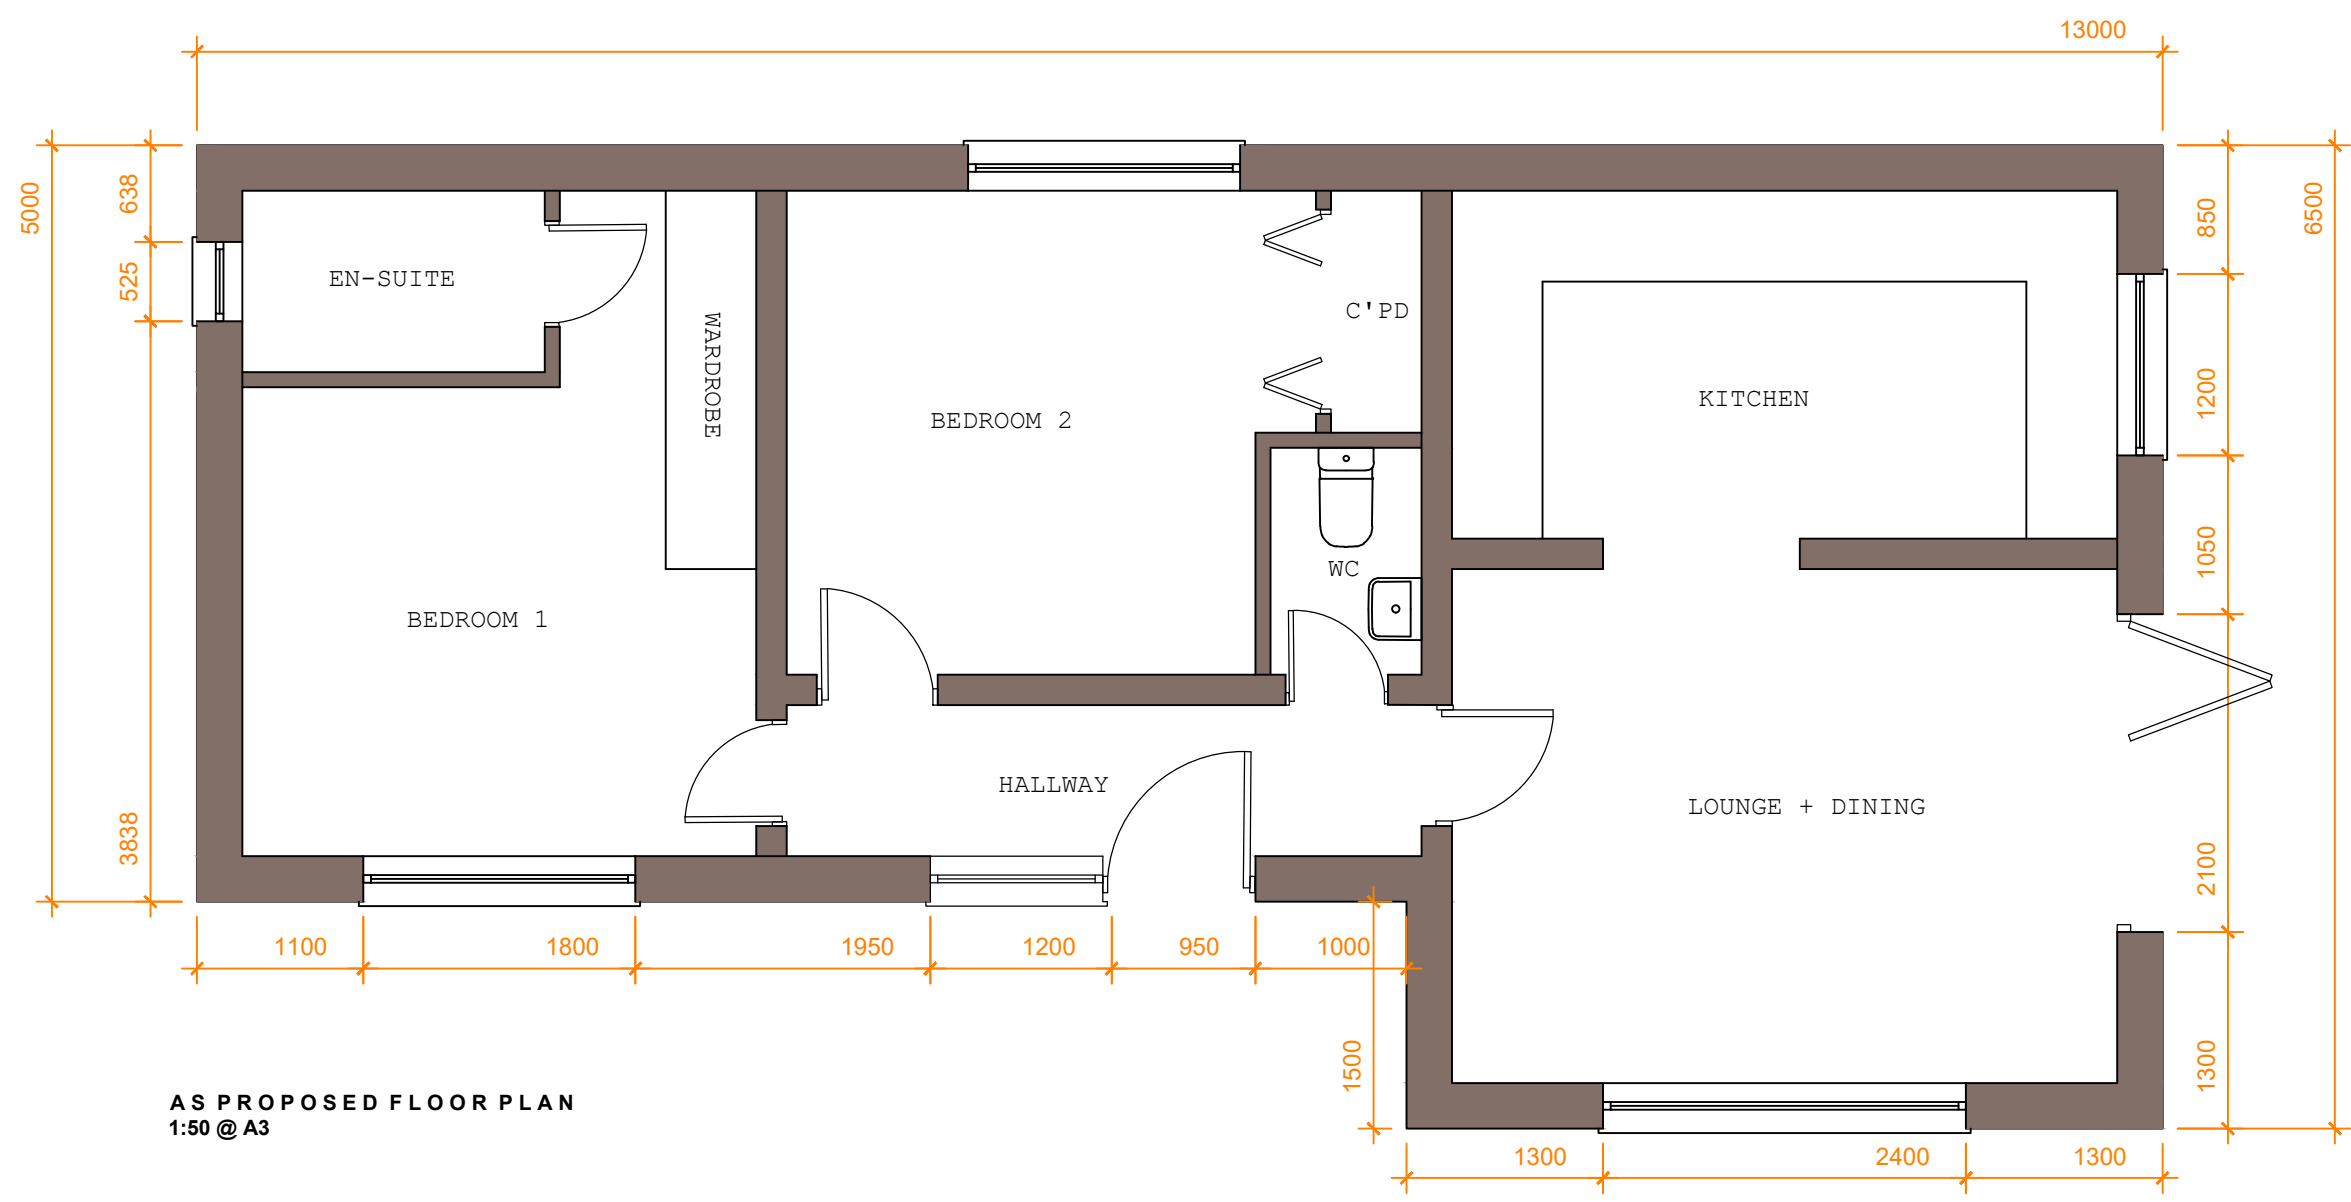 13000
5000
638
525
3838
EN-SUITE
WARDROBE
BEDROOM 1
BEDROOM 2
C'PD
WC
HALLWAY
KITCHEN
LOUNGE + DINING
850
1200
1050
2100
1300
6500
1100
1800
1950
1200
950
1000
1500
1300
2400
1300
AS PROPOSED FLOOR PLAN
1:50 @ A3